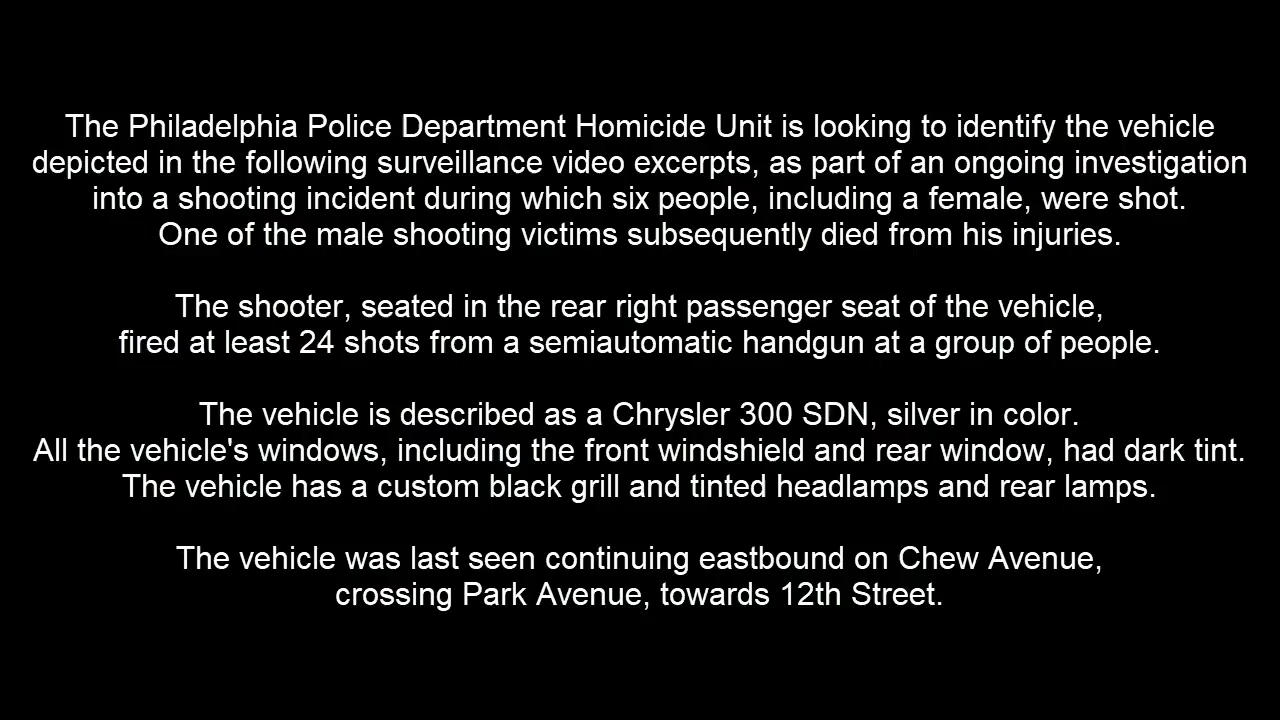 The Philadelphia Police Department Homicide Unit is looking to identify the vehicle
depicted in the following surveillance video excerpts, as part of an ongoing investigation
into a shooting incident during which six people, including a female, were shot.
One of the male shooting victims subsequently died from his injuries.
The shooter, seated in the rear right passenger seat of the vehicle,
fired at least 24 shots from a semiautomatic handgun at a group of people.
The vehicle is described as a Chrysler 300 SDN, silver in color.
All the vehicle's windows, including the front windshield and rear window, had dark tint.
The vehicle has a custom black grill and tinted headlamps and rear lamps.
The vehicle was last seen continuing eastbound on Chew Avenue,
crossing Park Avenue, towards 12th Street.